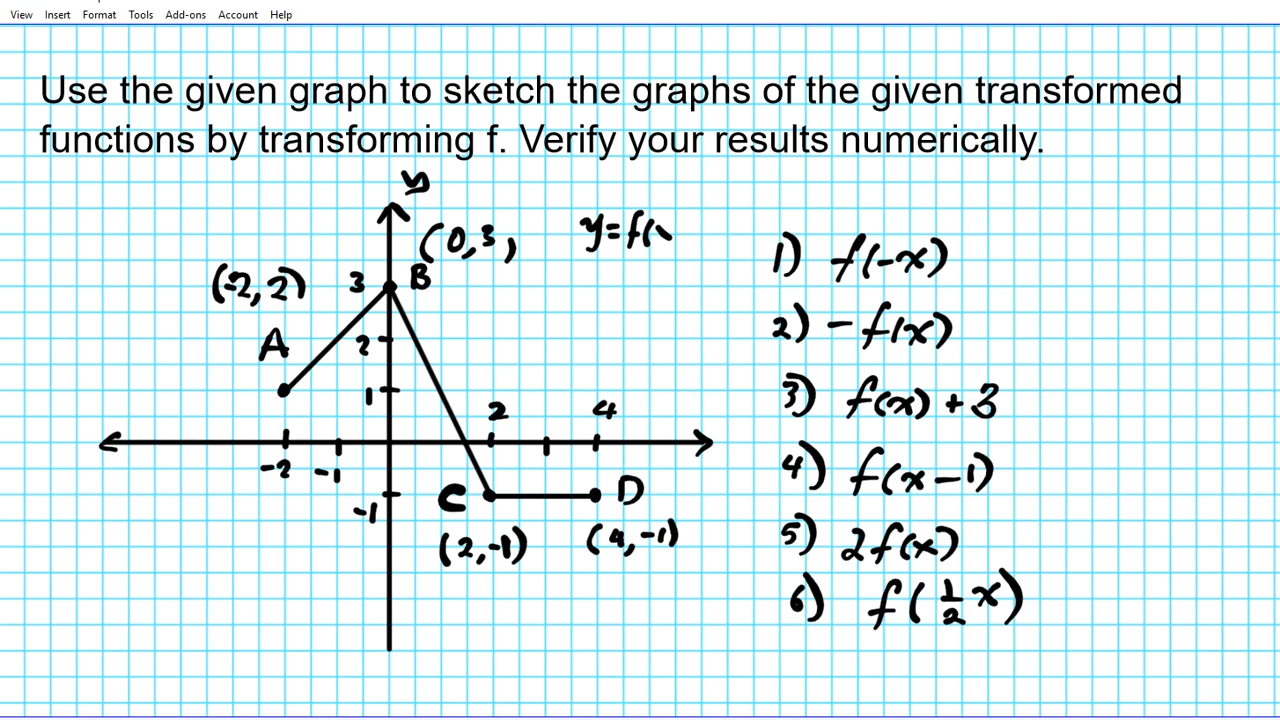 View Insert Format Tools Add-ons Account Help
Use the given graph to sketch the graphs of the given transformed
functions by transforming f. Verify your results numerically.
y
(0,3) y=f(
(-2,2) 3 B
A
2
1
2 4
-2 -1
-1
C D
(2,-1) (4,-1)
1) f(-x)
2) -f(x)
3) f(x)+3
4) f(x-1)
5) 2f(x)
6) f(1/2 x)